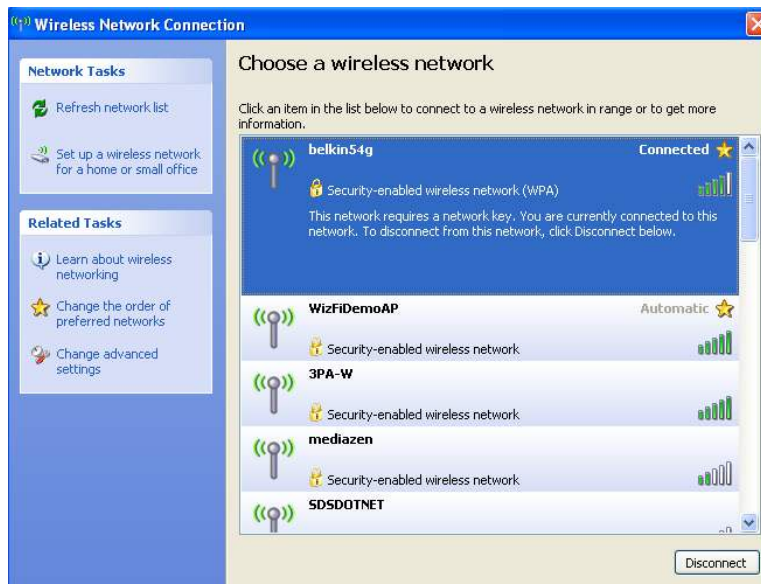 Wireless Network Connection
Network Tasks
Refresh network list
Set up a wireless network
for a home or small office
Related Tasks
Learn about wireless
networking
Change the order of
preferred networks
Change advanced
settings
Choose a wireless network
Click an item in the list below to connect to a wireless network in range or to get more
information.
belkin54g Connected
Security-enabled wireless network (WPA)
This network requires a network key. You are currently connected to this
network. To disconnect from this network, click Disconnect below.
WizFiDemoAP Automatic
Security-enabled wireless network
3PA-W
Security-enabled wireless network
mediazen
Security-enabled wireless network
SDSDOTNET
Disconnect